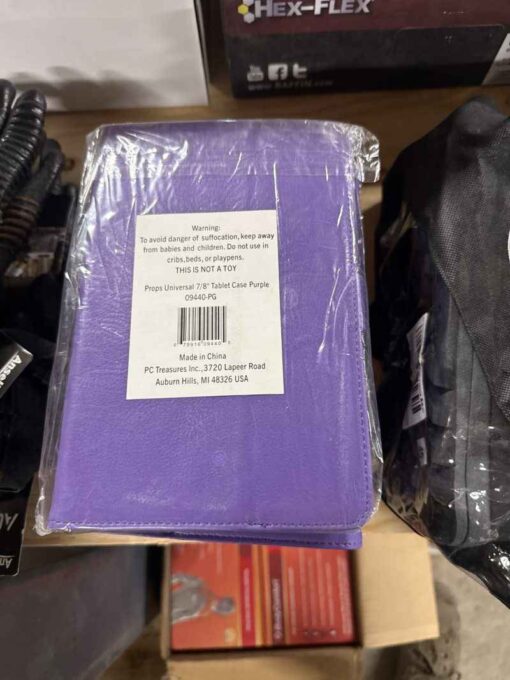 HEX-FLEX
You
Warning:
To avoid danger of suffocation, keep away
from babies and children. Do not use in
cribs, beds, or playpens.
THIS IS NOT A TOY
Props Universal 7/8" Tablet Case Purple
09440-PG
Made in China
PC Treasures Inc.,3720 Lapeer Road
Auburn Hills, MI 48326 USA
Ansel